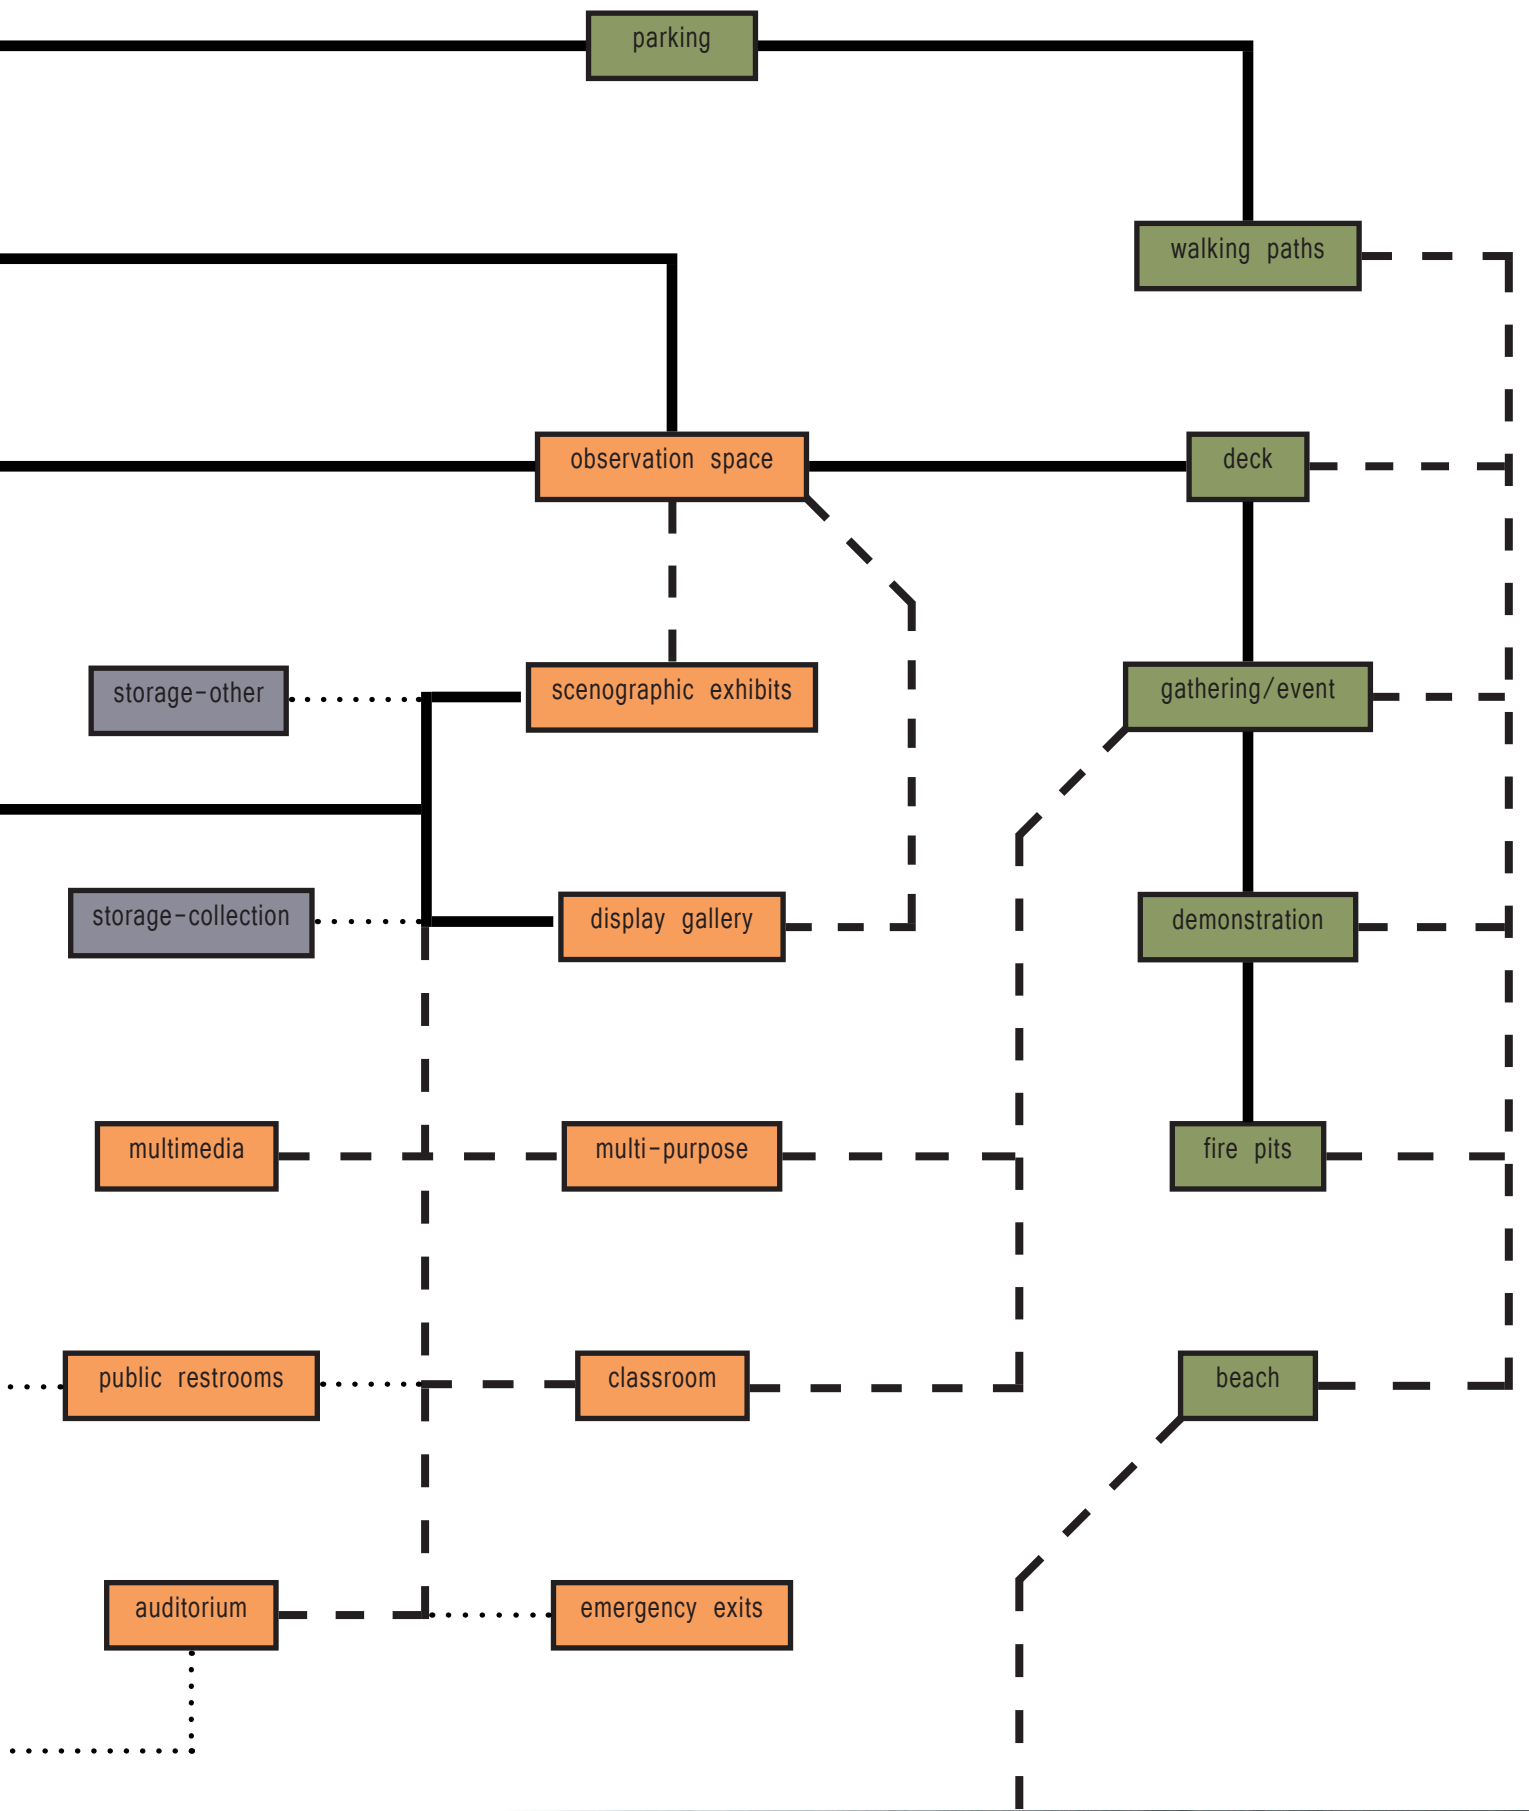 parking
walking paths
observation space
deck
storage-other
scenographic exhibits
gathering/event
storage-collection
display gallery
demonstration
multimedia
multi-purpose
fire pits
public restrooms
classroom
beach
auditorium
emergency exits